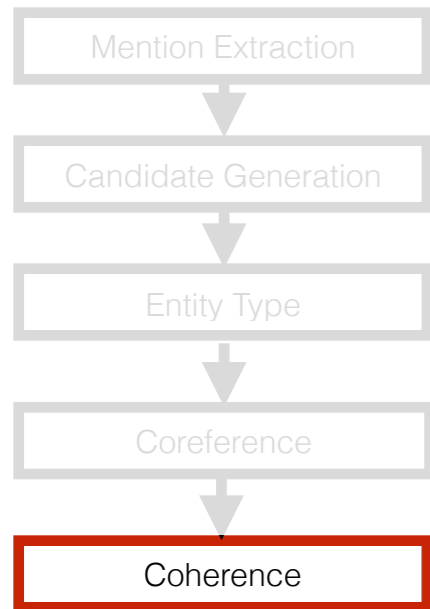 Mention Extraction
Candidate Generation
Entity Type
Coreference
Coherence